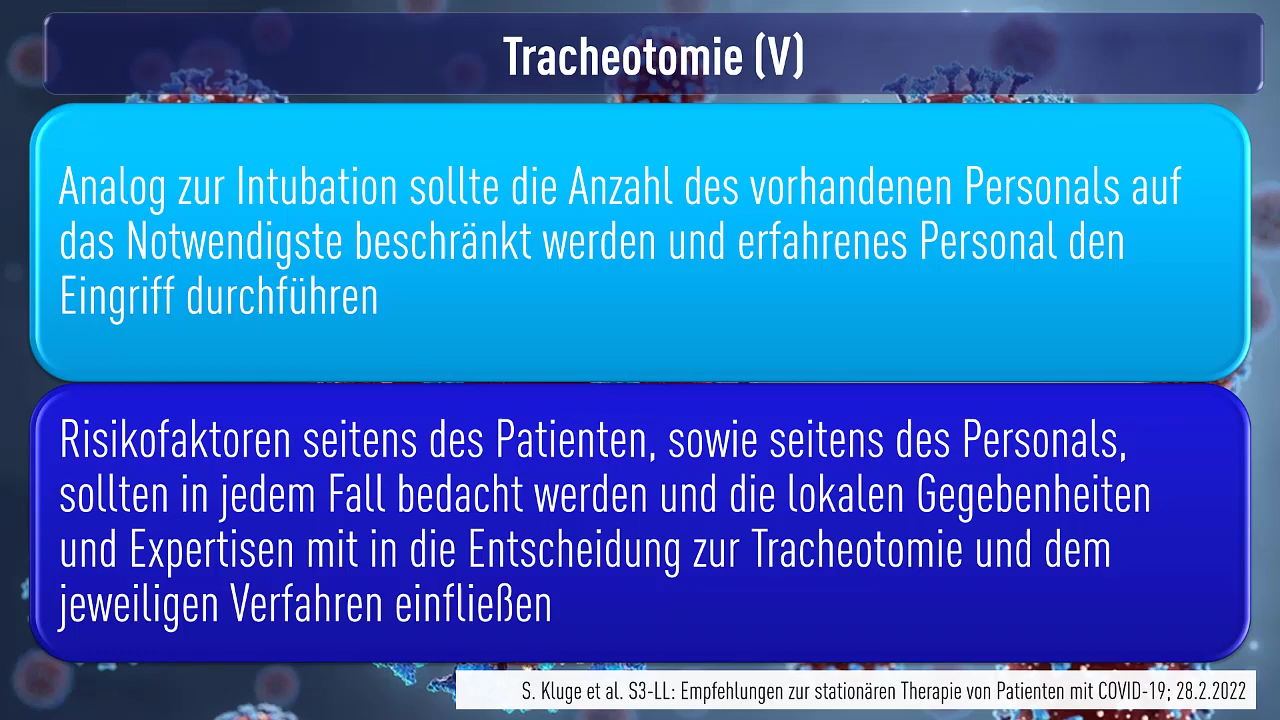 Tracheotomie (V)
Analog zur Intubation sollte die Anzahl des vorhandenen Personals auf
das Notwendigste beschränkt werden und erfahrenes Personal den
Eingriff durchführen
Risikofaktoren seitens des Patienten, sowie seitens des Personals,
sollten in jedem Fall bedacht werden und die lokalen Gegebenheiten
und Expertisen mit in die Entscheidung zur Tracheotomie und dem
jeweiligen Verfahren einfließen
S. Kluge et al. S3-LL: Empfehlungen zur stationären Therapie von Patienten mit COVID-19; 28.2.2022